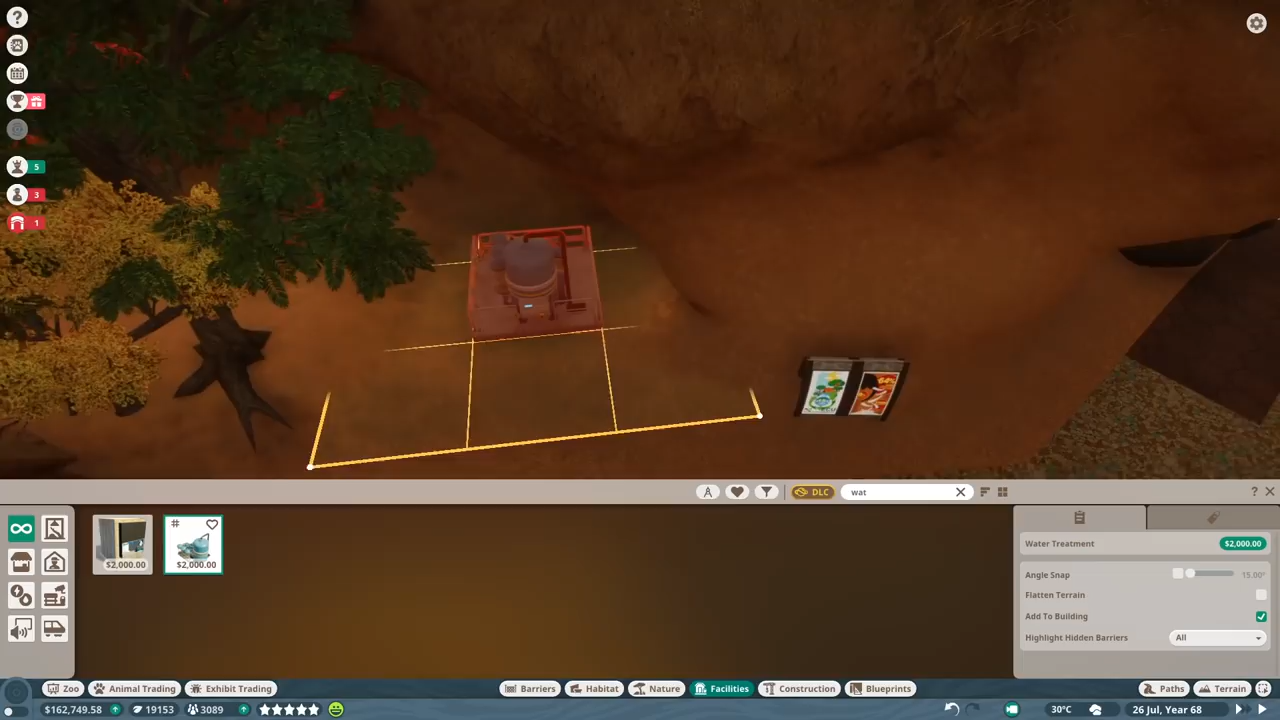 5
3
1
DLC
wat
$2,000.00
$2,000.00
Water Treatment
$2,000.00
Angle Snap
15.00°
Flatten Terrain
Add To Building
Highlight Hidden Barriers
All
Zoo
Animal Trading
Exhibit Trading
Barriers
Habitat
Nature
Facilities
Construction
Blueprints
Paths
Terrain
$162,749.58
19153
3089
30°C
26 Jul, Year 68